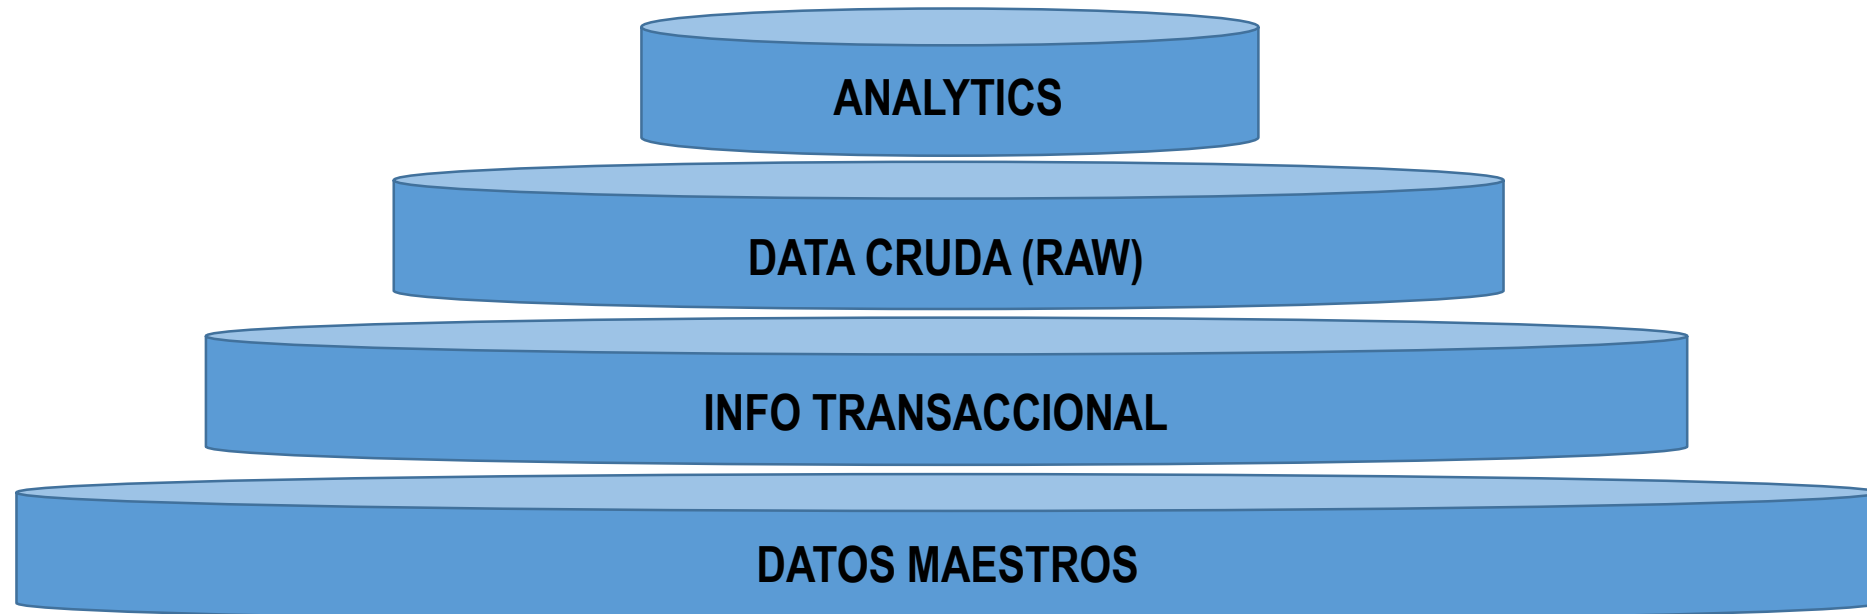 ANALYTICS
DATA CRUDA (RAW)
INFO TRANSACCIONAL
DATOS MAESTROS